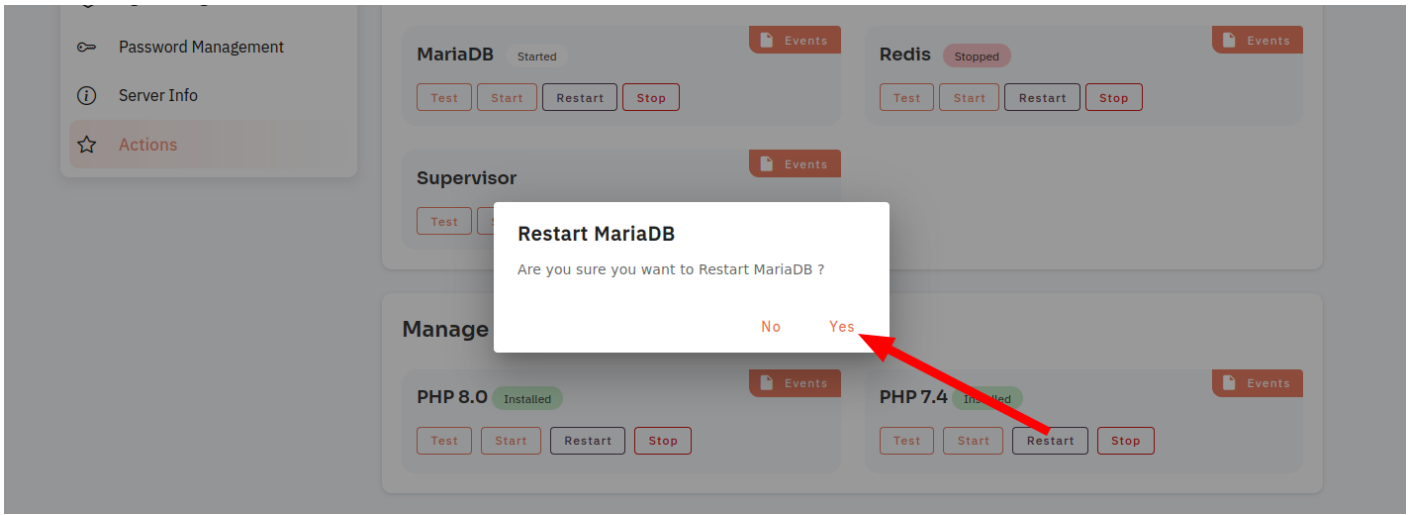 Password Management
Server Info
Actions
MariaDB Started Events
Test Start Restart Stop
Redis Stopped Events
Test Start Restart Stop
Supervisor Events
Test
Restart MariaDB
Are you sure you want to Restart MariaDB ?
No Yes
Manage
PHP 8.0 Installed Events
Test Start Restart Stop
PHP 7.4 Installed Events
Test Start Restart Stop